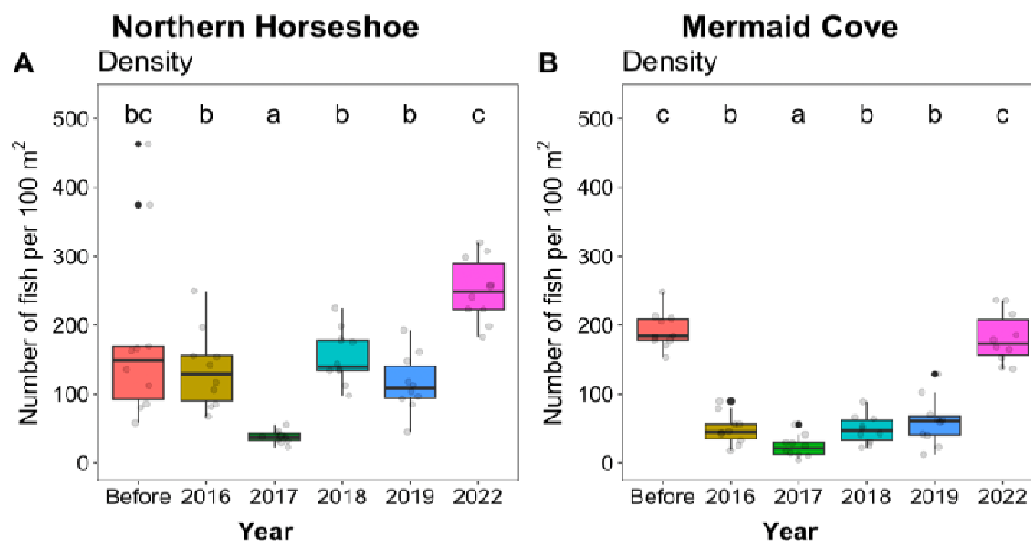 Northern Horseshoe
Mermaid Cove
A Density
B Density
bc b a b b c
c b a b b c
Number of fish per 100 m²
500
400
300
200
100
0
Before 2016 2017 2018 2019 2022
Year
Number of fish per 100 m²
500
400
300
200
100
0
Before 2016 2017 2018 2019 2022
Year